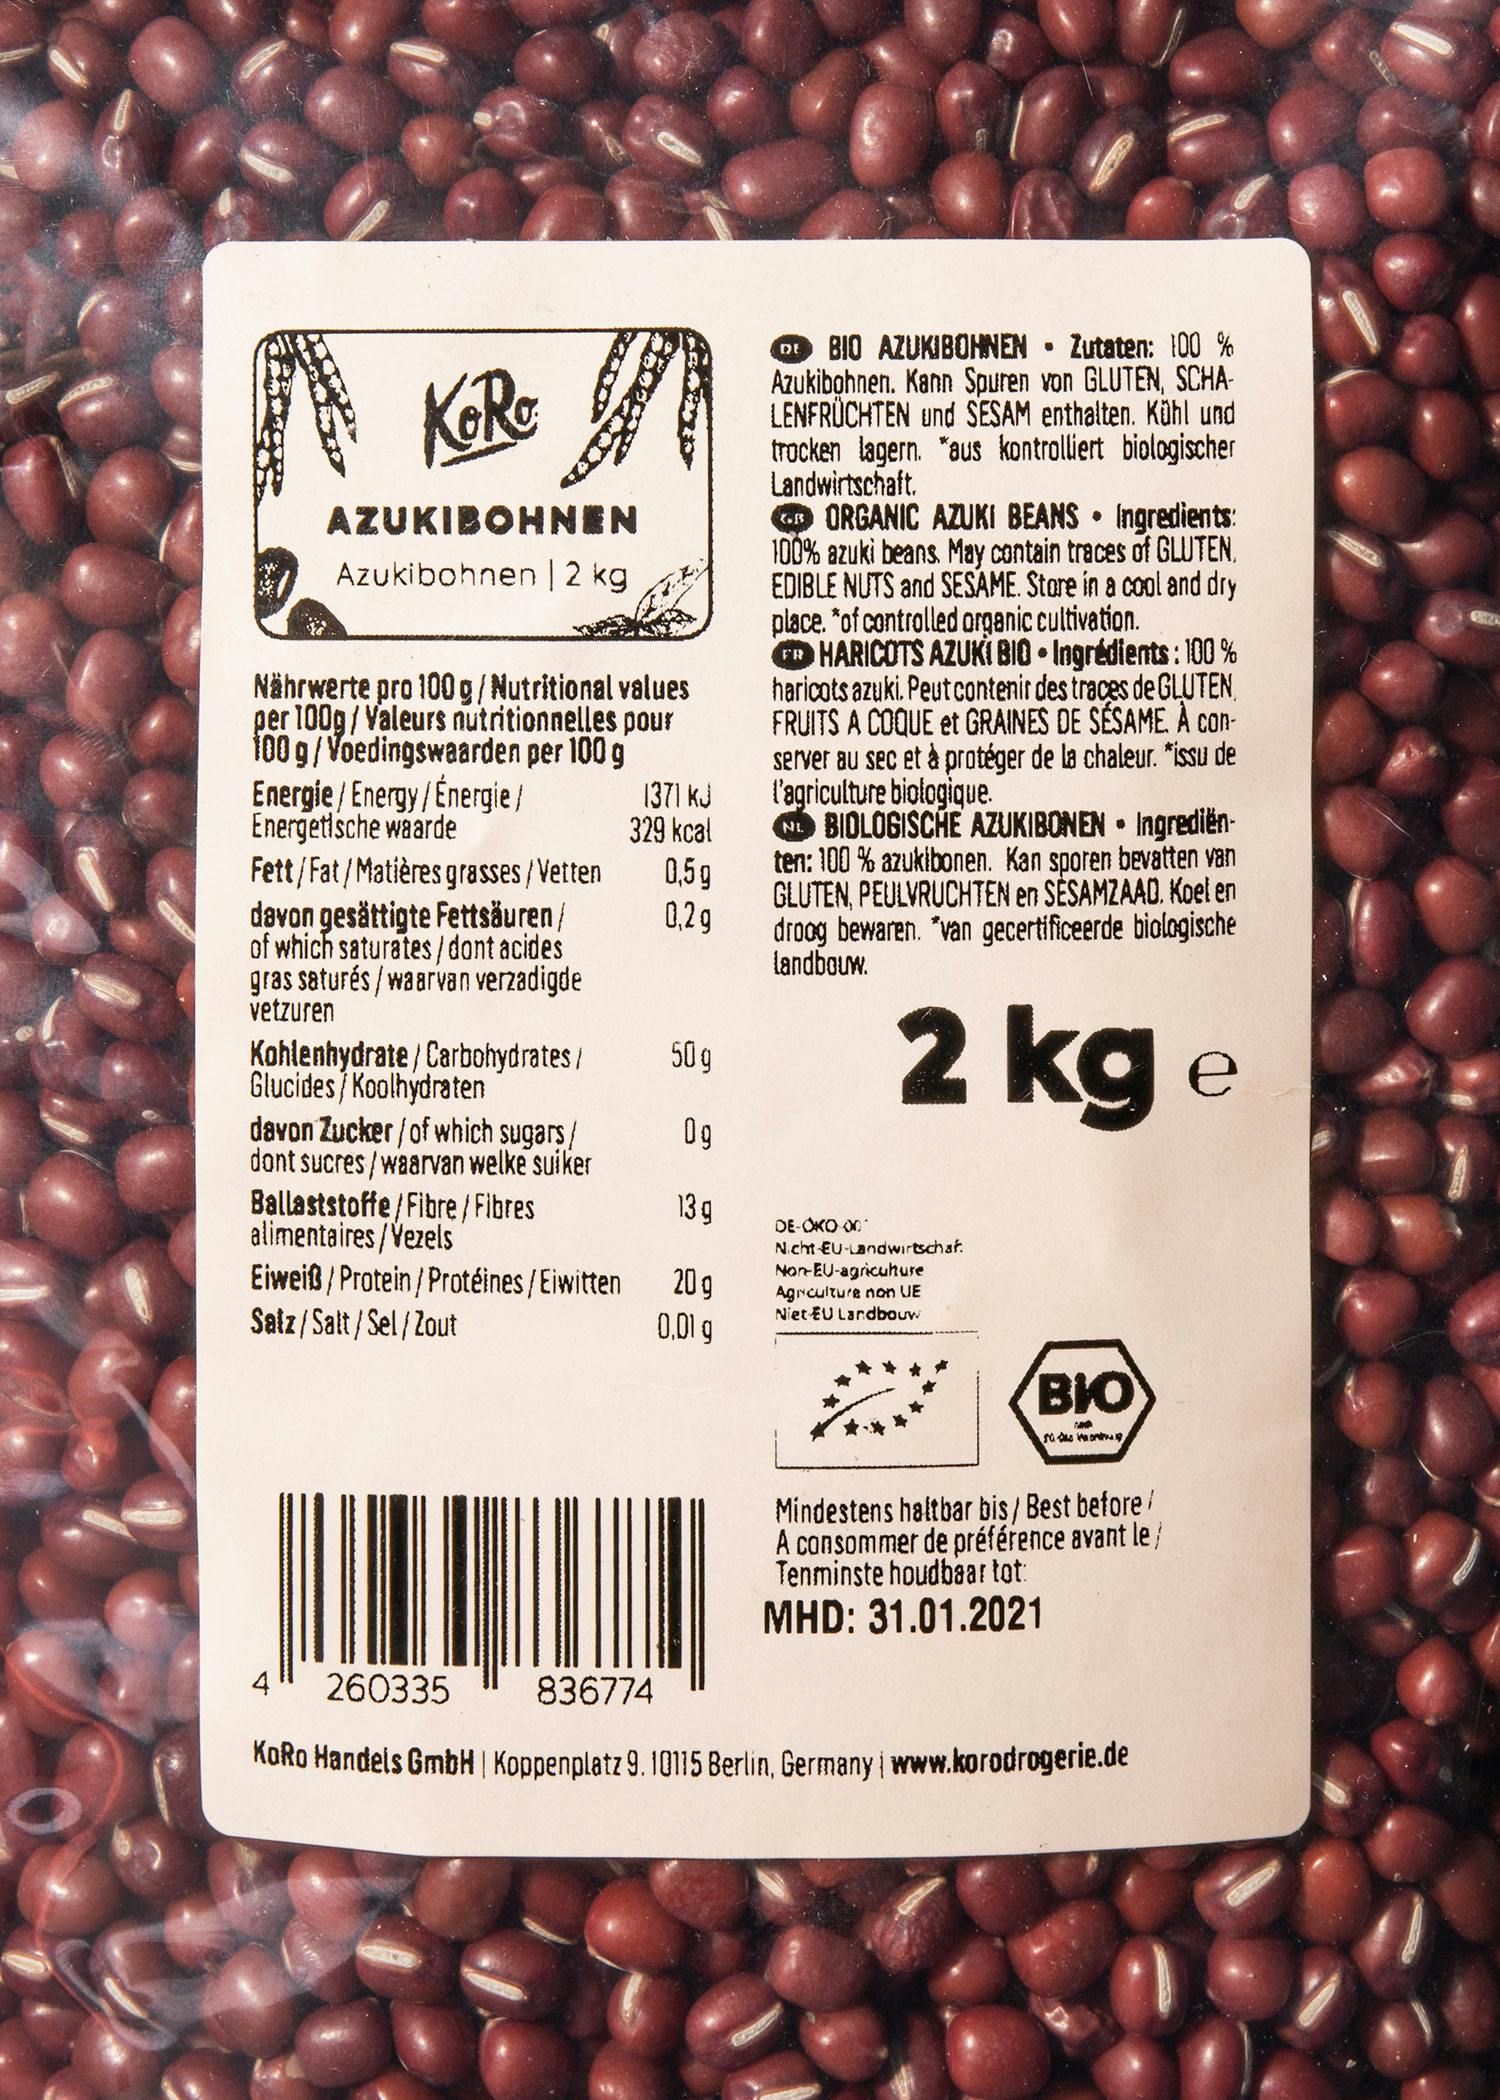 KoRo
AZUKIBOHNEN
Azukibohnen | 2 kg
Nährwerte pro 100 g / Nutritional values
per 100g / Valeurs nutritionnelles pour
100 g / Voedingswaarden per 100 g
Energie / Energy / Énergie / 1371 kJ
Energetische waarde 329 kcal
Fett / Fat / Matières grasses / Vetten 0,5 g
davon gesättigte Fettsäuren / 0,2 g
of which saturates / dont acides
gras saturés / waarvan verzadigde
vetzuren
Kohlenhydrate / Carbohydrates / 50 g
Glucides / Koolhydraten
davon Zucker / of which sugars / 0 g
dont sucres / waarvan welke suiker
Ballaststoffe / Fibre / Fibres 13 g
alimentaires / Vezels
Eiweiß / Protein / Protéines / Eiwitten 20 g
Salz / Salt / Sel / Zout 0,01 g
4 260335 836774
DE BIO AZUKIBOHNEN • Zutaten: 100 %
Azukibohnen. Kann Spuren von GLUTEN, SCHA-
LENFRÜCHTEN und SESAM enthalten. Kühl und
trocken lagern. *aus kontrolliert biologischer
Landwirtschaft.
GB ORGANIC AZUKI BEANS • Ingredients:
100% azuki beans. May contain traces of GLUTEN,
EDIBLE NUTS and SESAME. Store in a cool and dry
place. *of controlled organic cultivation.
FR HARICOTS AZUKI BIO • Ingrédients : 100 %
haricots azuki. Peut contenir des traces de GLUTEN,
FRUITS A COQUE et GRAINES DE SÉSAME. À con-
server au sec et à protéger de la chaleur. *issu de
l'agriculture biologique.
NL BIOLOGISCHE AZUKIBONEN • Ingrediën-
ten: 100 % azukibonen. Kan sporen bevatten van
GLUTEN, PEULVRUCHTEN en SESAMZAAD. Koel en
droog bewaren. *van gecertificeerde biologische
landbouw.
2 kg e
Nicht-EU-Landwirtschaf
Non-EU-agriculture
Agriculture non UE
Niet-EU Landbouw
BIO
Mindestens haltbar bis / Best before /
A consommer de préférence avant le /
Tenminste houdbaar tot:
MHD: 31.01.2021
KoRo Handels GmbH | Koppenplatz 9. 10115 Berlin, Germany | www.korodrogerie.de